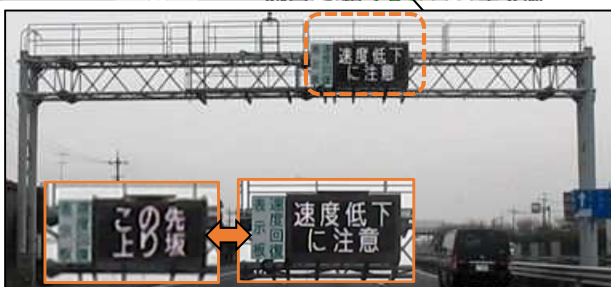 速度低下
に注意
この先
上り坂
速度回復
表示板
速度低下
に注意